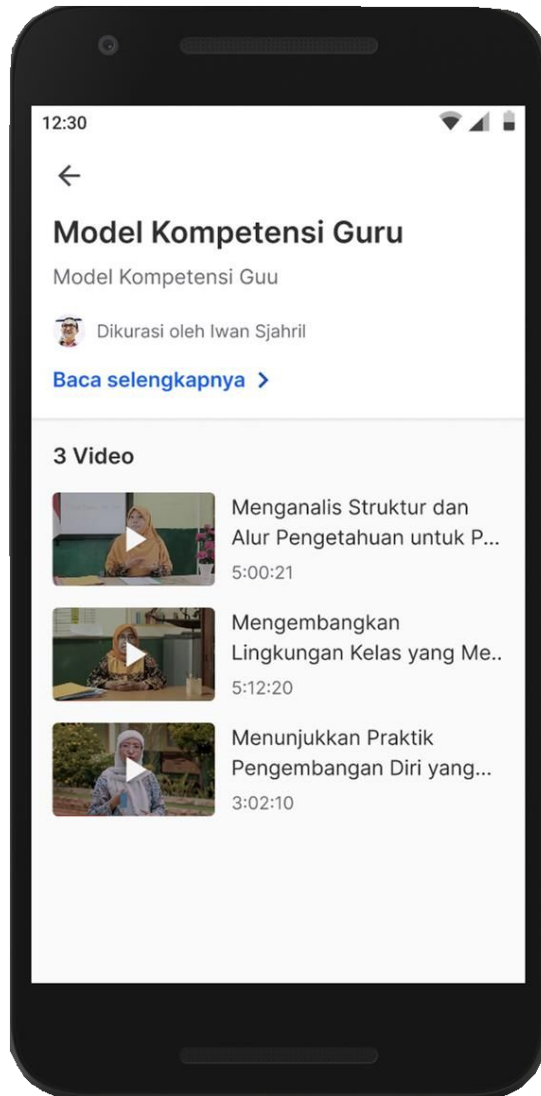 12:30
Model Kompetensi Guru
Model Kompetensi Guu
Dikurasi oleh Iwan Sjahril
Baca selengkapnya
3 Video
Menganalis Struktur dan
Alur Pengetahuan untuk P...
5:00:21
Mengembangkan
Lingkungan Kelas yang Me..
5:12:20
Menunjukkan Praktik
Pengembangan Diri yang...
3:02:10